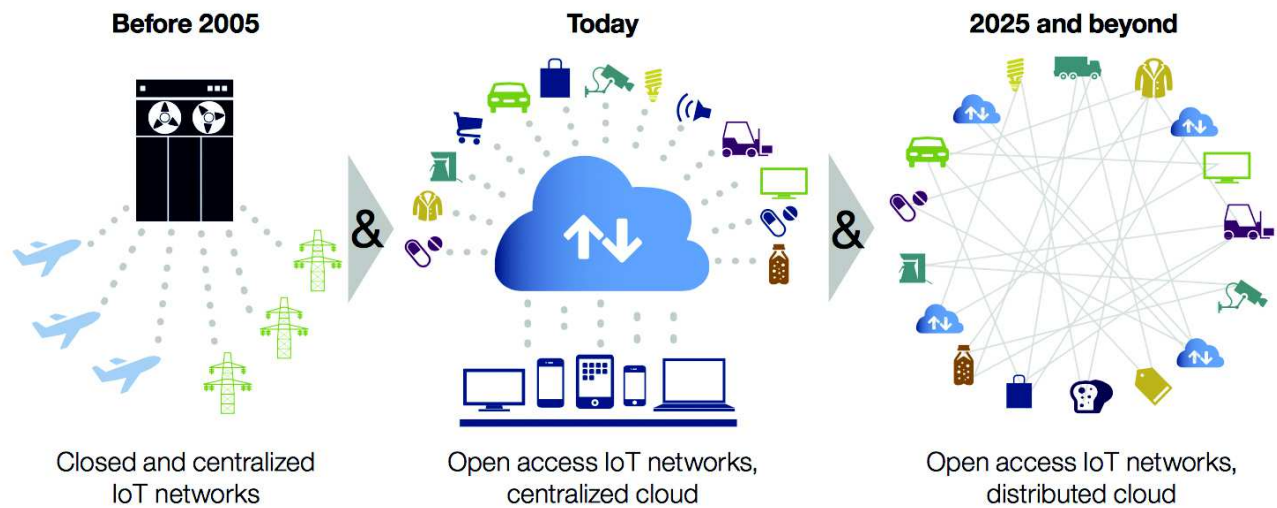 Before 2005
Today
2025 and beyond
&
&
Closed and centralized
IoT networks
Open access IoT networks,
centralized cloud
Open access IoT networks,
distributed cloud